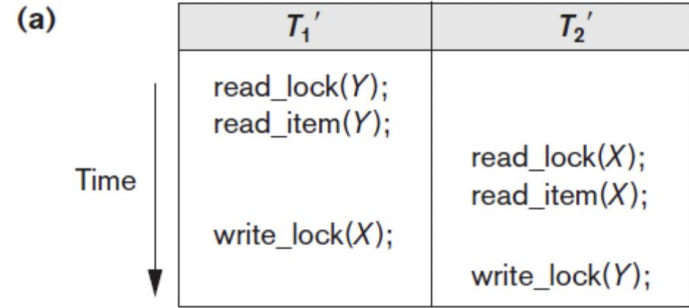 (a)
T₁′ T₂′
read_lock(Y);
read_item(Y);
read_lock(X);
read_item(X);
Time
write_lock(X);
write_lock(Y);